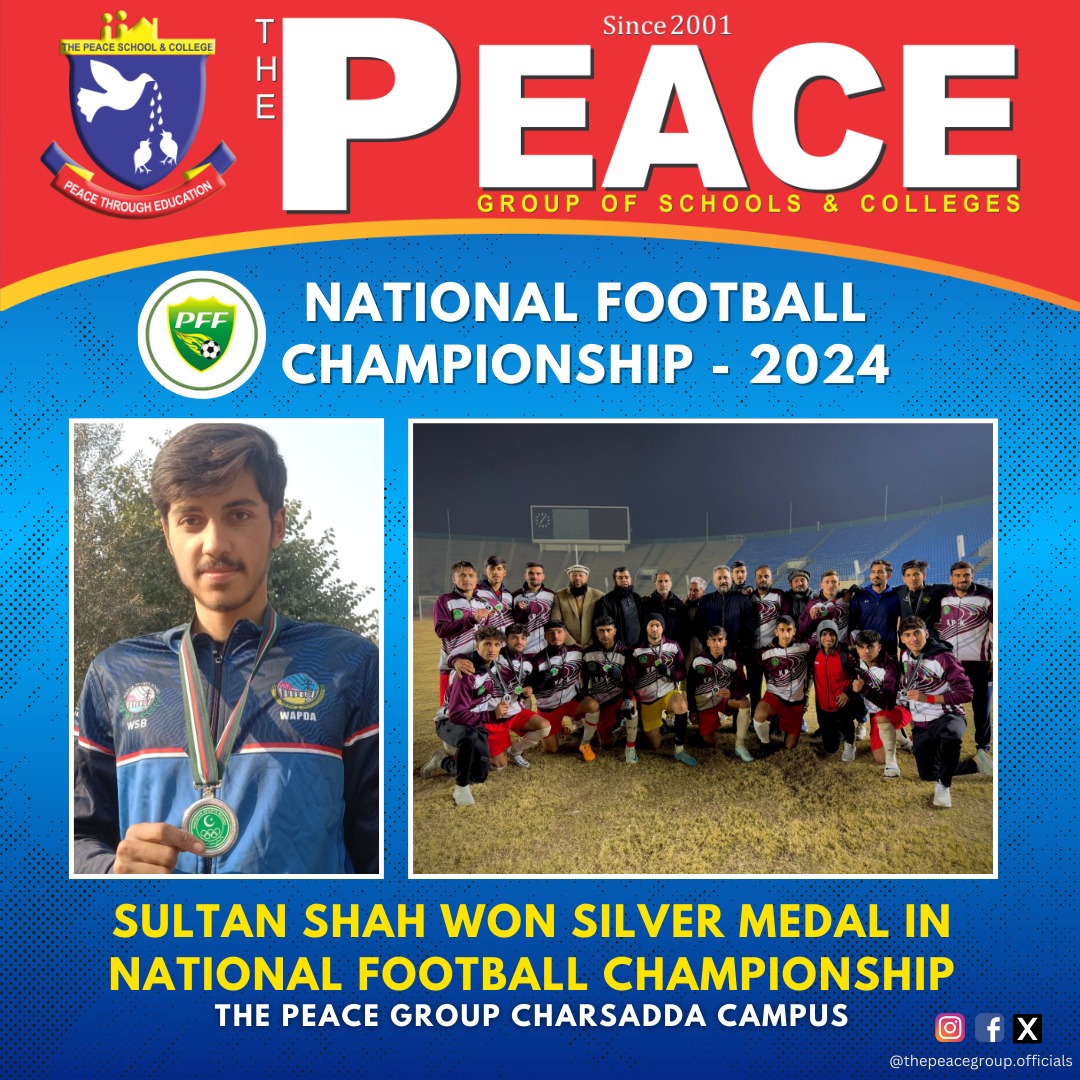 THE PEACE SCHOOL & COLLEGE
PEACE THROUGH EDUCATION
THE
Since 2001
PEACE
GROUP OF SCHOOLS & COLLEGES
PFF
NATIONAL FOOTBALL
CHAMPIONSHIP - 2024
WSB
WAPDA
SULTAN SHAH WON SILVER MEDAL IN
NATIONAL FOOTBALL CHAMPIONSHIP
THE PEACE GROUP CHARSADDA CAMPUS
@thepeacegroup.officials